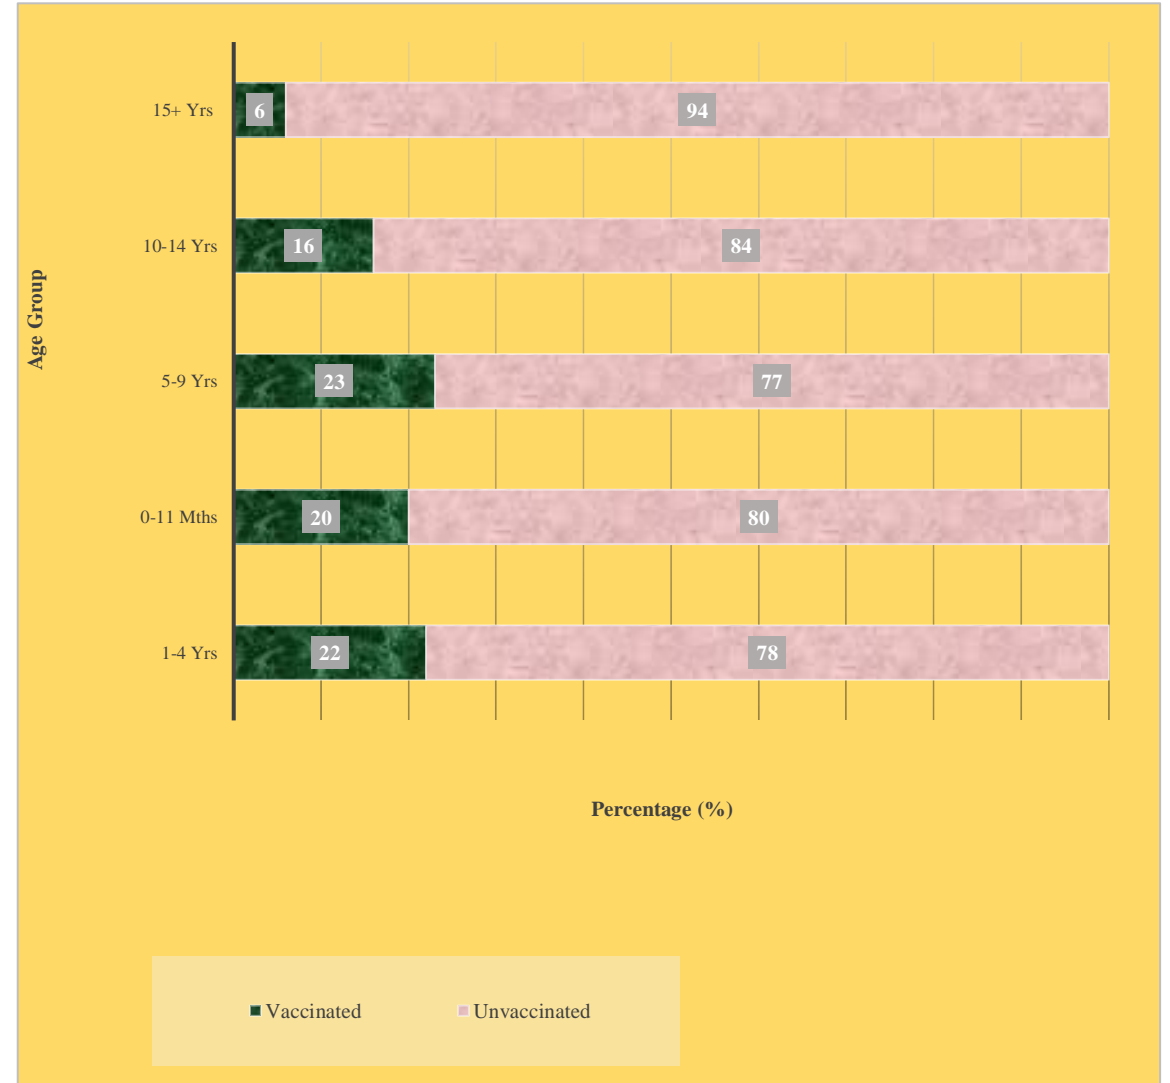 15+ Yrs 6 94
10-14 Yrs 16 84
Age Group
5-9 Yrs 23 77
0-11 Mths 20 80
1-4 Yrs 22 78
Percentage (%)
Vaccinated Unvaccinated